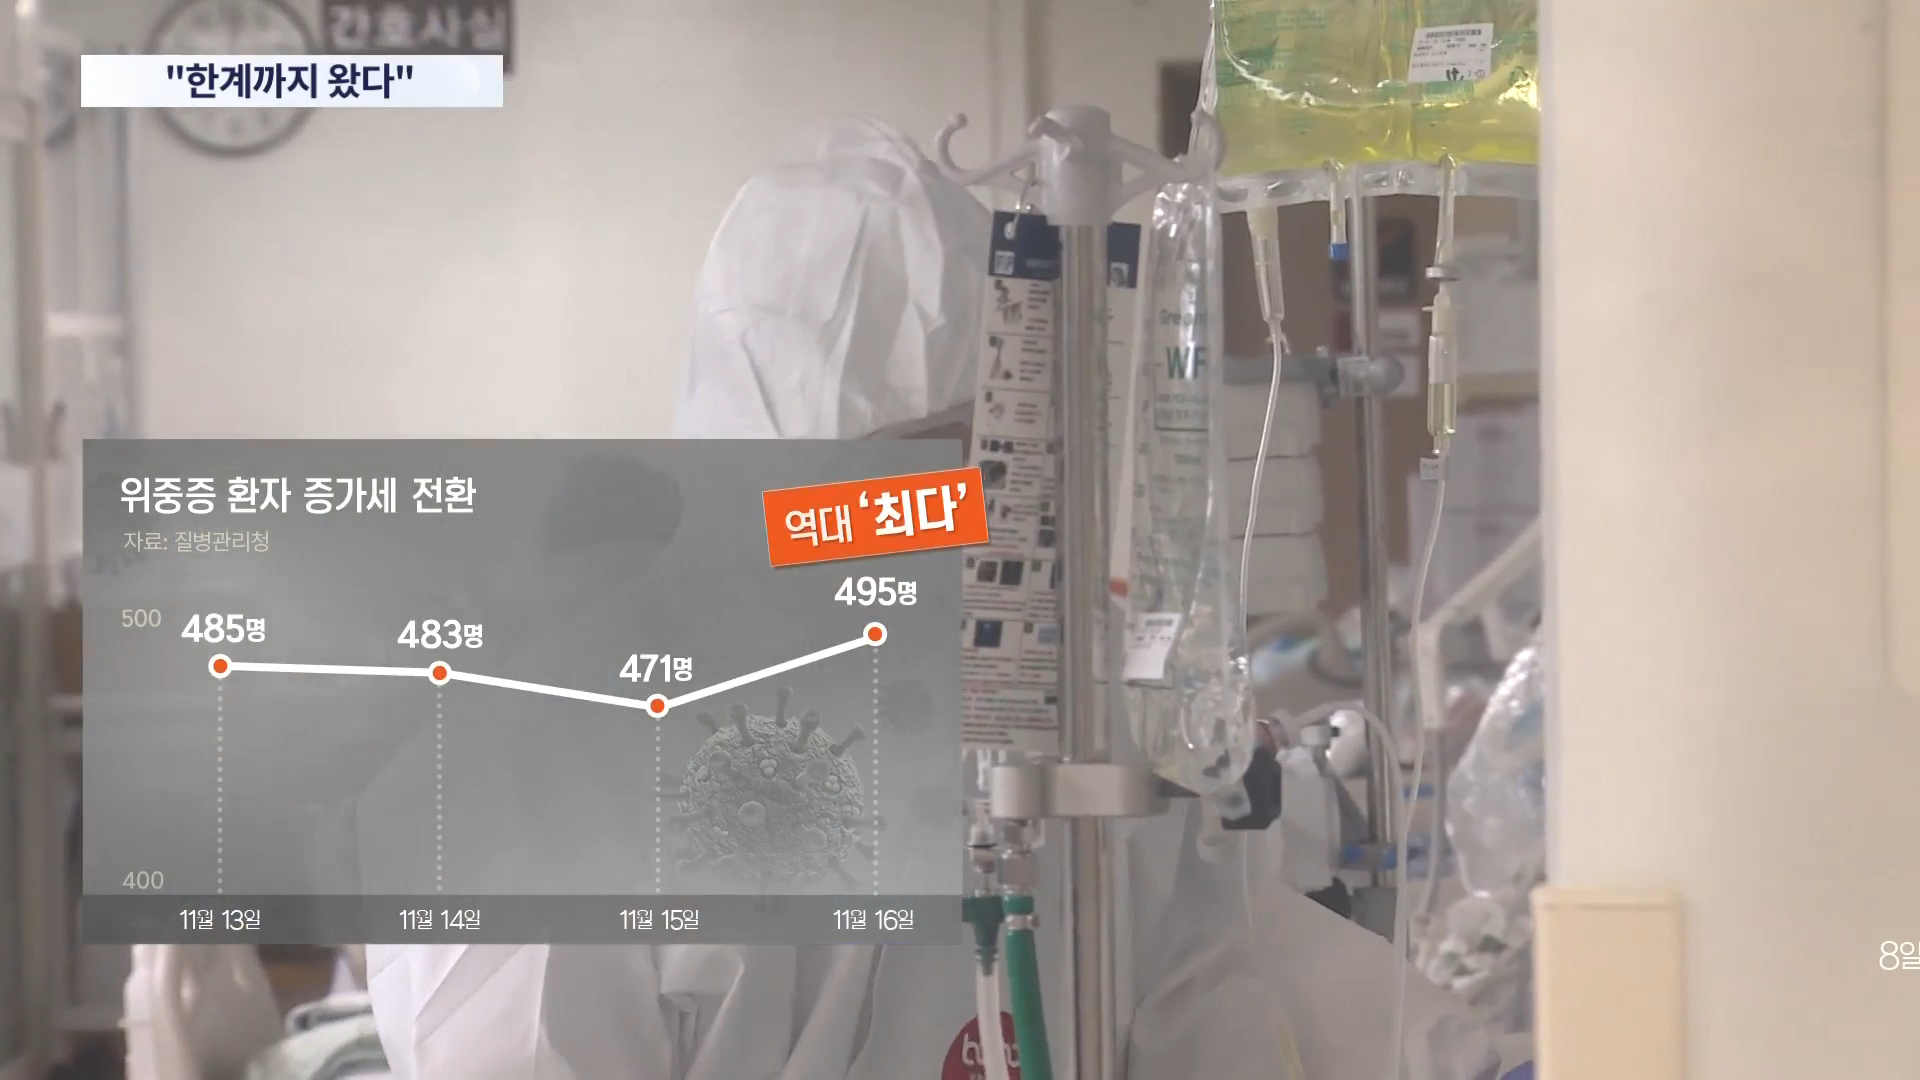 간호사실
"한계까지 왔다"
위중증 환자 증가세 전환
자료: 질병관리청
역대 '최다'
500
485명
483명
471명
495명
400
11월 13일
11월 14일
11월 15일
11월 16일
WF
8일